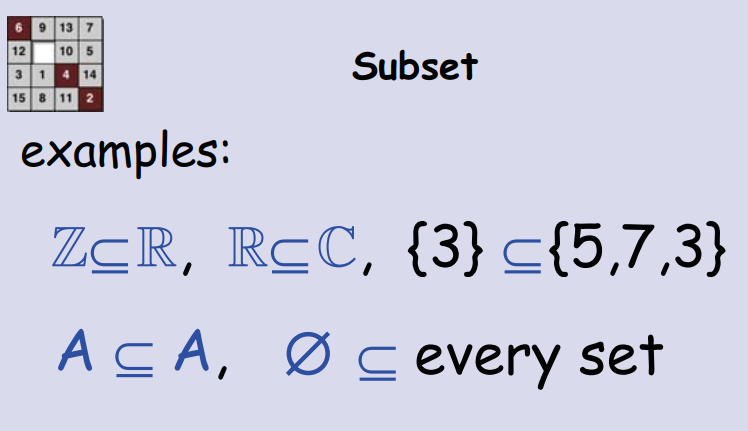 6 9 13 7
12 10 5
3 1 4 14
15 8 11 2
Subset
examples:
ℤ⊆ℝ, ℝ⊆ℂ, {3} ⊆{5,7,3}
A ⊆ A, ∅ ⊆ every set